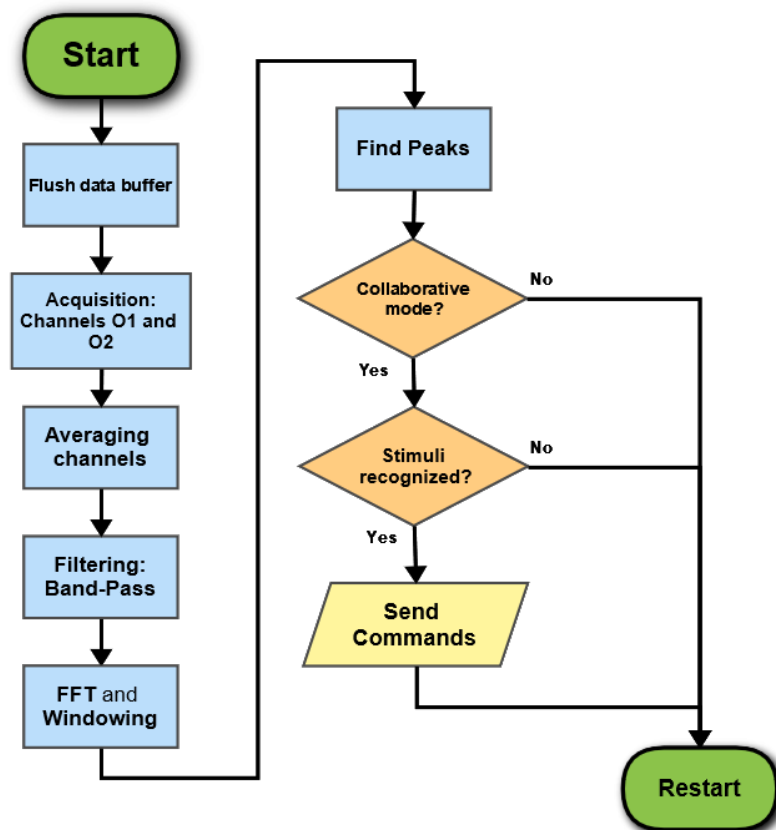 Start
Flush data buffer
Acquisition:
Channels O1 and
O2
Averaging
channels
Filtering:
Band-Pass
FFT and
Windowing
Find Peaks
Collaborative
mode?
No
Yes
Stimuli
recognized?
No
Yes
Send
Commands
Restart